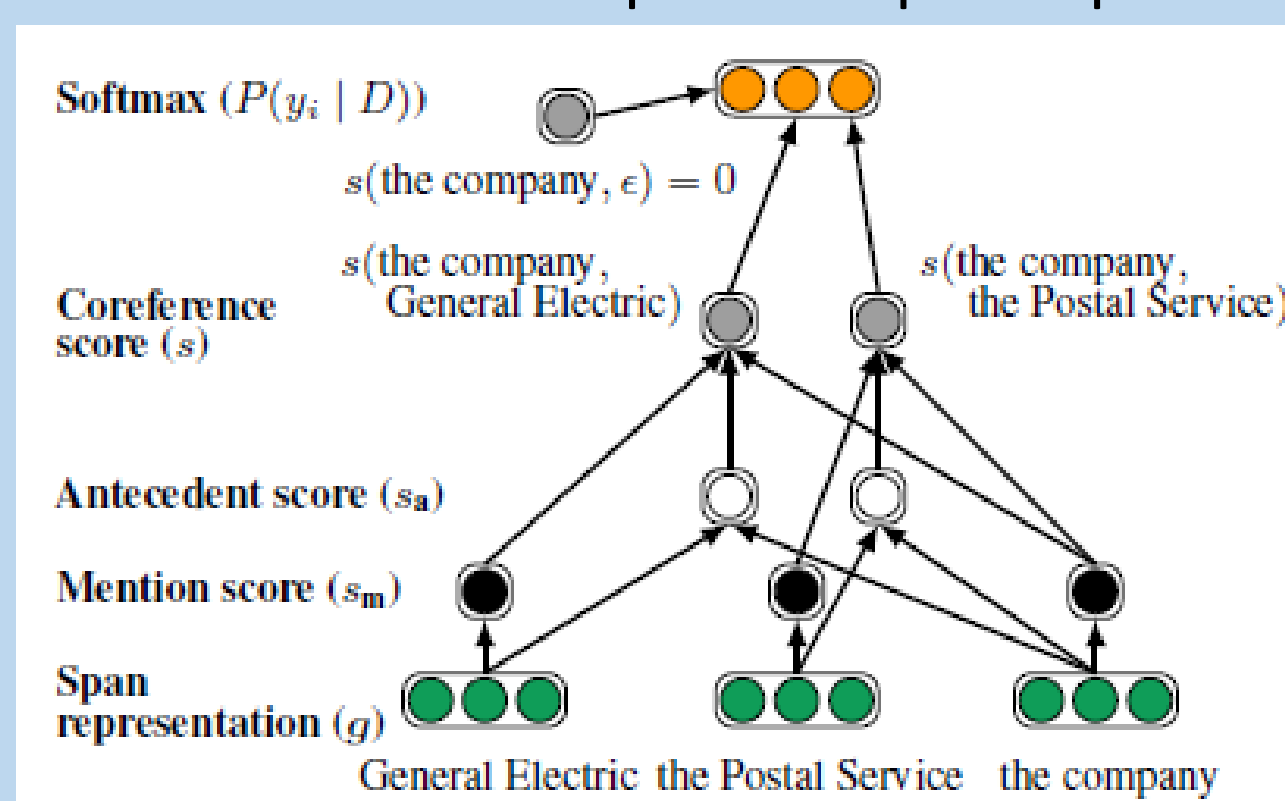 Softmax (P(y_i | D))
s(the company, ϵ) = 0
s(the company,
General Electric)
s(the company,
the Postal Service)
Coreference
score (s)
Antecedent score (s_a)
Mention score (s_m)
Span
representation (g)
General Electric the Postal Service the company